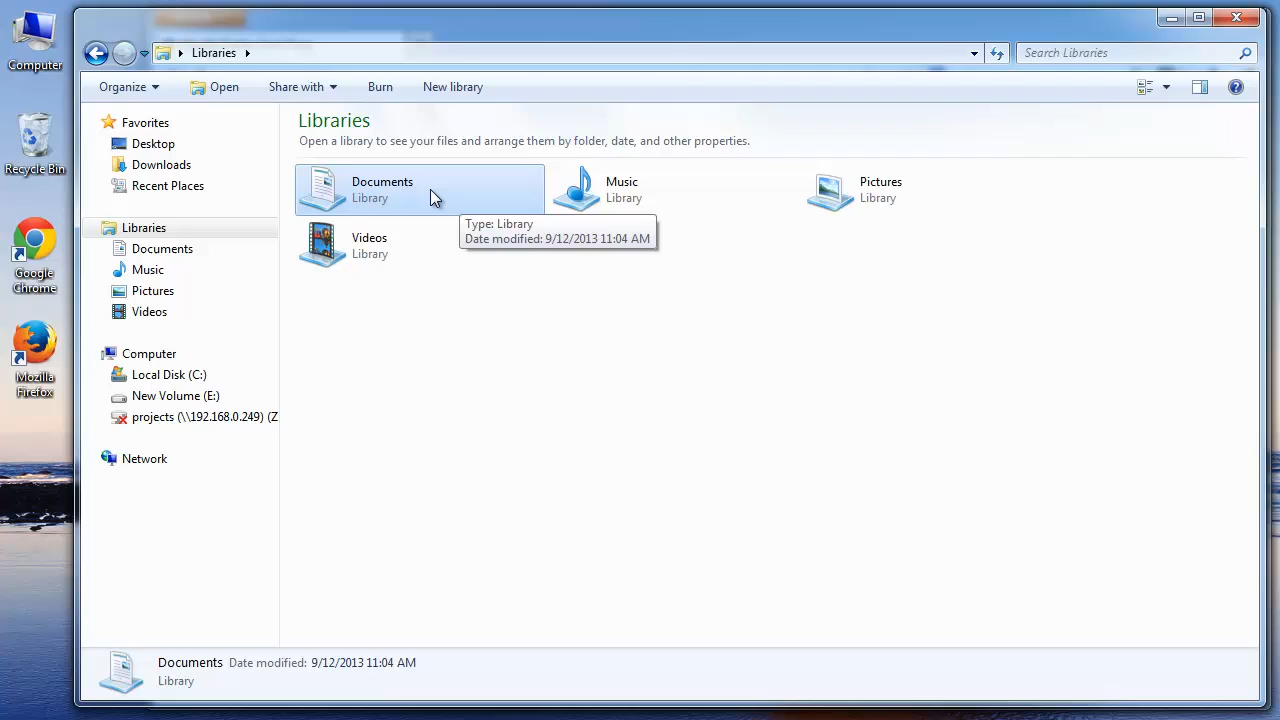 Computer
Recycle Bin
Google
Chrome
Mozilla
Firefox
Libraries
Search Libraries
Organize
Open
Share with
Burn
New library
Favorites
Desktop
Downloads
Recent Places
Libraries
Documents
Music
Pictures
Videos
Computer
Local Disk (C:)
New Volume (E:)
projects (\\192.168.0.249) (Z
Network
Libraries
Open a library to see your files and arrange them by folder, date, and other properties.
Documents
Library
Music
Library
Pictures
Library
Videos
Library
Type: Library
Date modified: 9/12/2013 11:04 AM
Documents Date modified: 9/12/2013 11:04 AM
Library